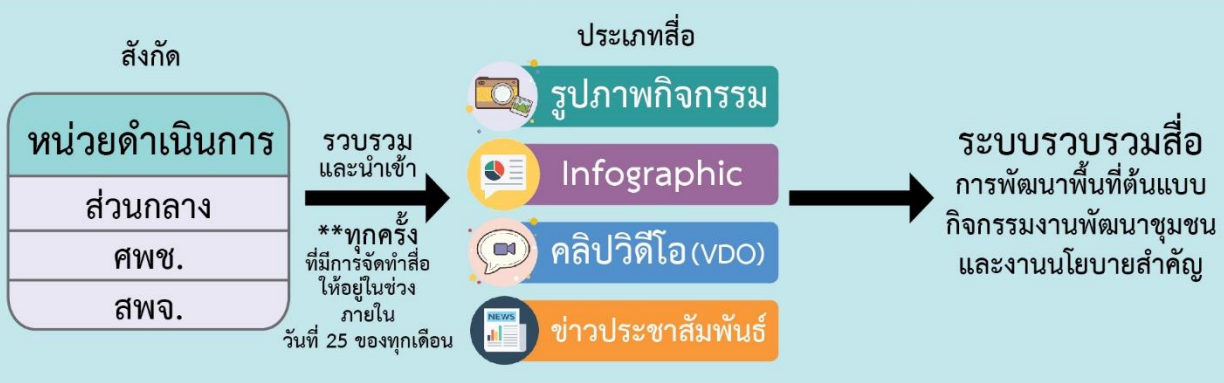 สังกัด
หน่วยดำเนินการ
ส่วนกลาง
ศพช.
สพจ.
รวบรวม
และนำเข้า
**ทุกครั้ง
ที่มีการจัดทำสื่อ
ให้อยู่ในช่วง
ภายใน
วันที่ 25 ของทุกเดือน
ประเภทสื่อ
รูปภาพกิจกรรม
Infographic
คลิปวิดีโอ (VDO)
NEWS
ข่าวประชาสัมพันธ์
ระบบรวบรวมสื่อ
การพัฒนาพื้นที่ต้นแบบ
กิจกรรมงานพัฒนาชุมชน
และงานนโยบายสำคัญ